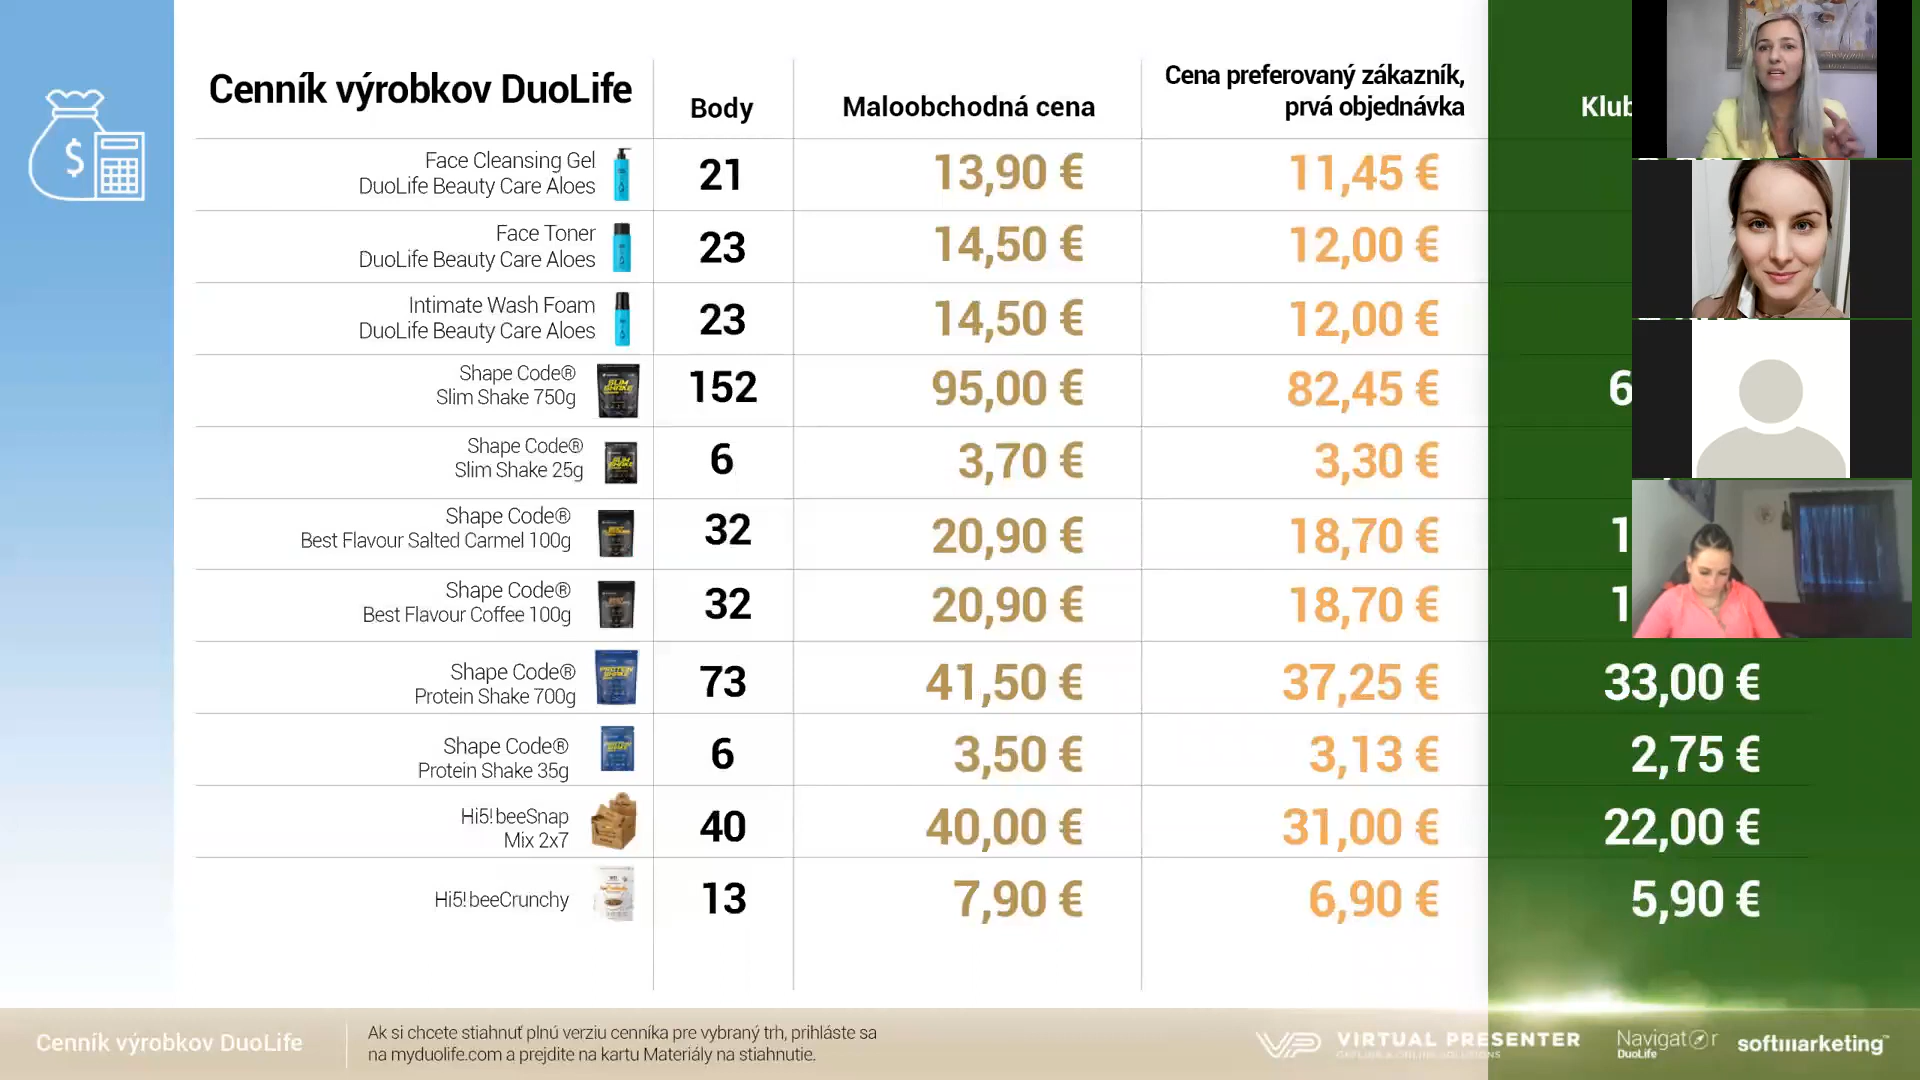 Cenník výrobkov DuoLife
Body
Maloobchodná cena
Cena preferovaný zákazník,
prvá objednávka
Face Cleansing Gel
DuoLife Beauty Care Aloes
21
13,90 €
11,45 €
Face Toner
DuoLife Beauty Care Aloes
23
14,50 €
12,00 €
Intimate Wash Foam
DuoLife Beauty Care Aloes
23
14,50 €
12,00 €
Shape Code®
Slim Shake 750g
152
95,00 €
82,45 €
Shape Code®
Slim Shake 25g
6
3,70 €
3,30 €
Shape Code®
Best Flavour Salted Carmel 100g
32
20,90 €
18,70 €
Shape Code®
Best Flavour Coffee 100g
32
20,90 €
18,70 €
Shape Code®
Protein Shake 700g
73
41,50 €
37,25 €
33,00 €
Shape Code®
Protein Shake 35g
6
3,50 €
3,13 €
2,75 €
Hi5! beeSnap
Mix 2x7
40
40,00 €
31,00 €
22,00 €
Hi5! beeCrunchy
13
7,90 €
6,90 €
5,90 €
Cenník výrobkov DuoLife
Ak si chcete stiahnuť plnú verziu cenníka pre vybraný trh, prihláste sa
na myduolife.com a prejdite na kartu Materiály na stiahnutie.
VP VIRTUAL PRESENTER
OFFLINE & ONLINE SOLUTIONS
Navigator
DuoLife
softmarketing™